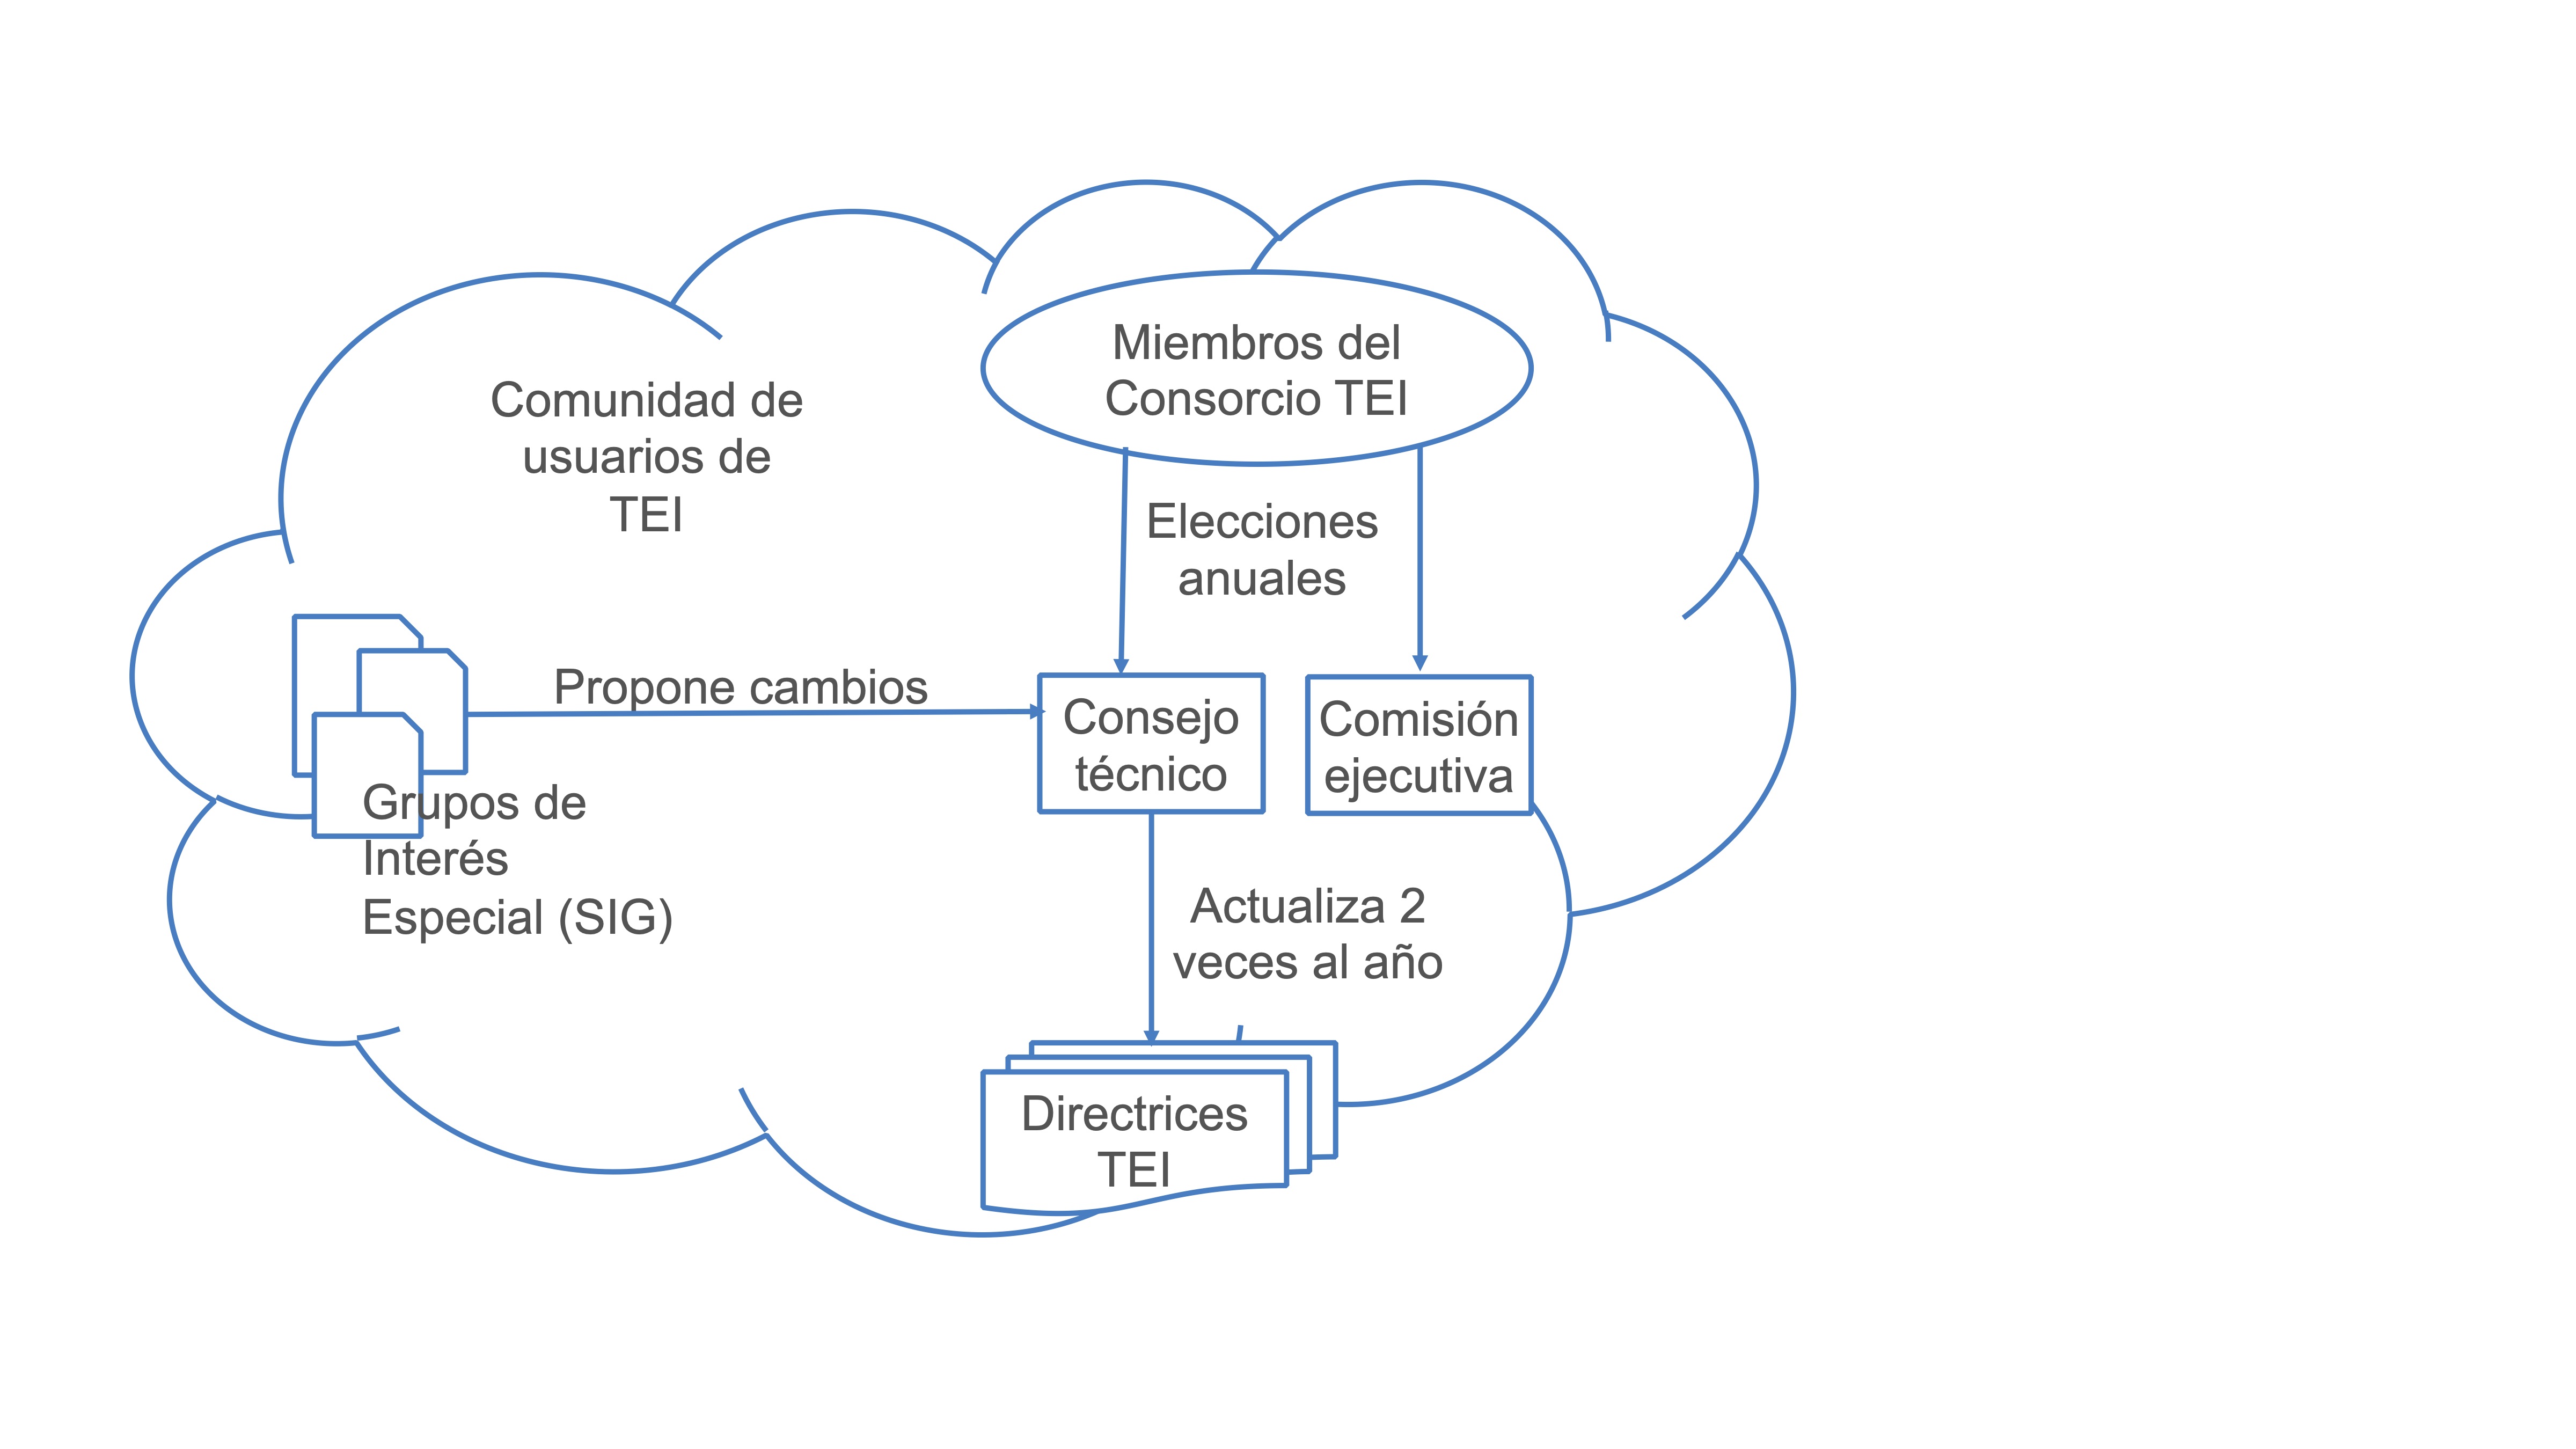 Miembros del
Consorcio TEI
Comunidad de
usuarios de
TEI
Elecciones
anuales
Propone cambios
Consejo
técnico
Comisión
ejecutiva
Grupos de
Interés
Especial (SIG)
Actualiza 2
veces al año
Directrices
TEI